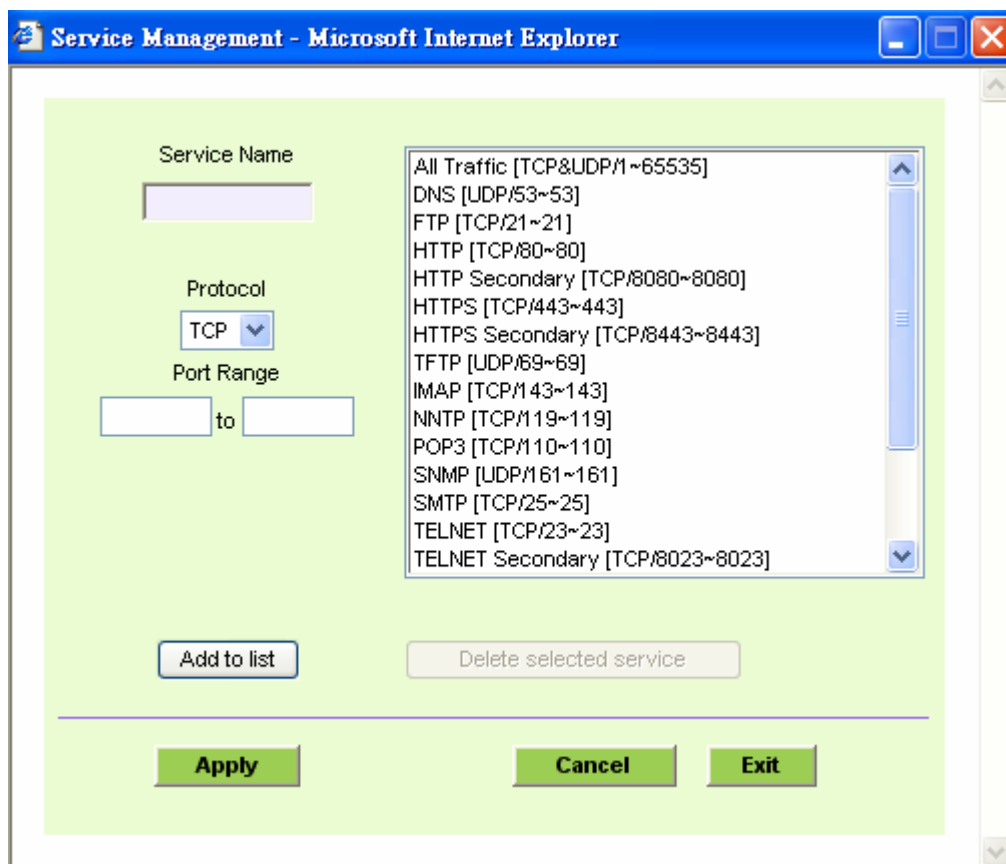 Service Management - Microsoft Internet Explorer
Service Name
Protocol
TCP
Port Range
to
All Traffic [TCP&UDP/1~65535]
DNS [UDP/53~53]
FTP [TCP/21~21]
HTTP [TCP/80~80]
HTTP Secondary [TCP/8080~8080]
HTTPS [TCP/443~443]
HTTPS Secondary [TCP/8443~8443]
TFTP [UDP/69~69]
IMAP [TCP/143~143]
NNTP [TCP/119~119]
POP3 [TCP/110~110]
SNMP [UDP/161~161]
SMTP [TCP/25~25]
TELNET [TCP/23~23]
TELNET Secondary [TCP/8023~8023]
Add to list
Delete selected service
Apply
Cancel
Exit